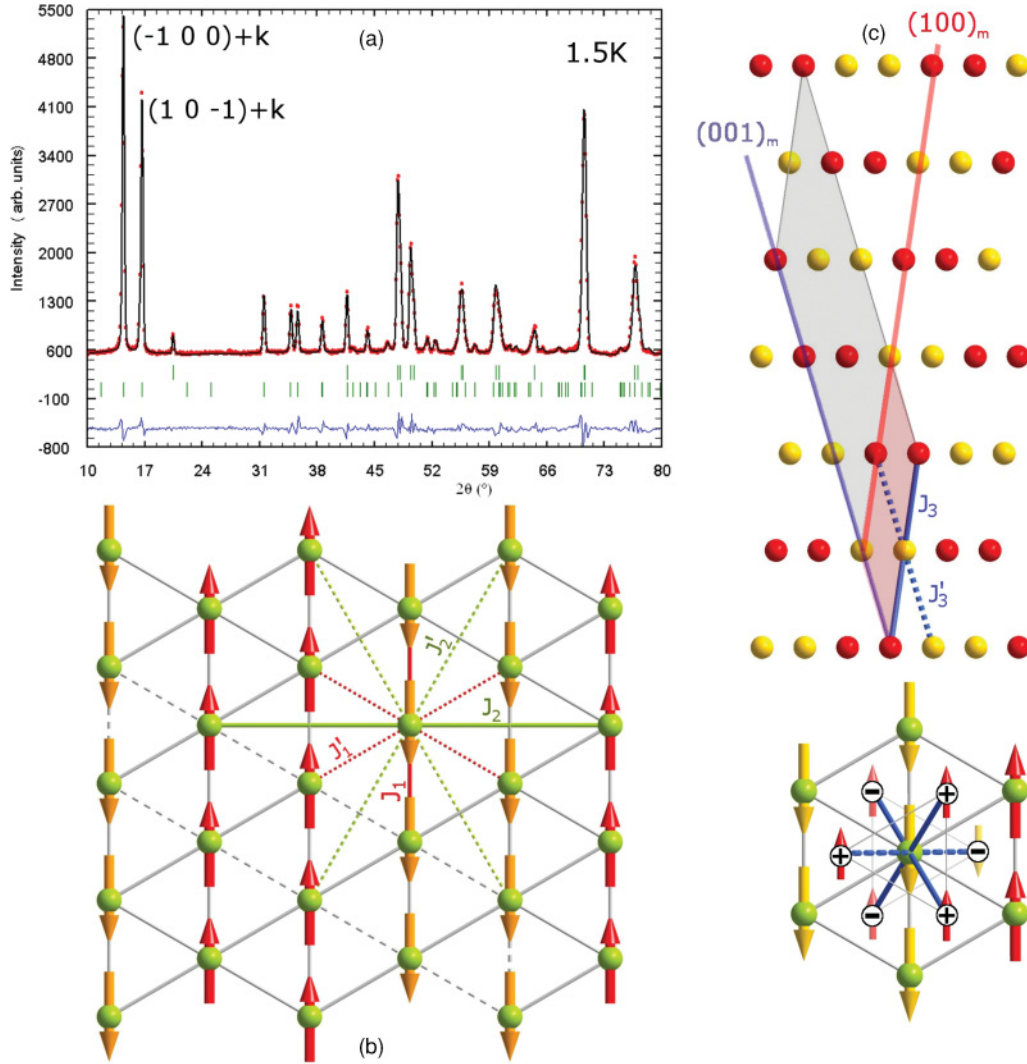 5500
4800
4100
3400
2700
2000
1300
600
-100
-800
Intensity ( arb. units)
(-1 0 0)+k
(a)
1.5K
(1 0 -1)+k
10 17 24 31 38 45 52 59 66 73 80
2θ (°)
(c)
(100)m
(001)m
J3
J'3
J'2
J2
J'1
J1
(b)
- +
+ -
- +